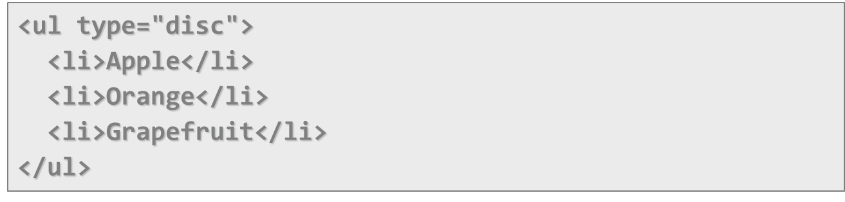 <ul type="disc">
  <li>Apple</li>
  <li>Orange</li>
  <li>Grapefruit</li>
</ul>